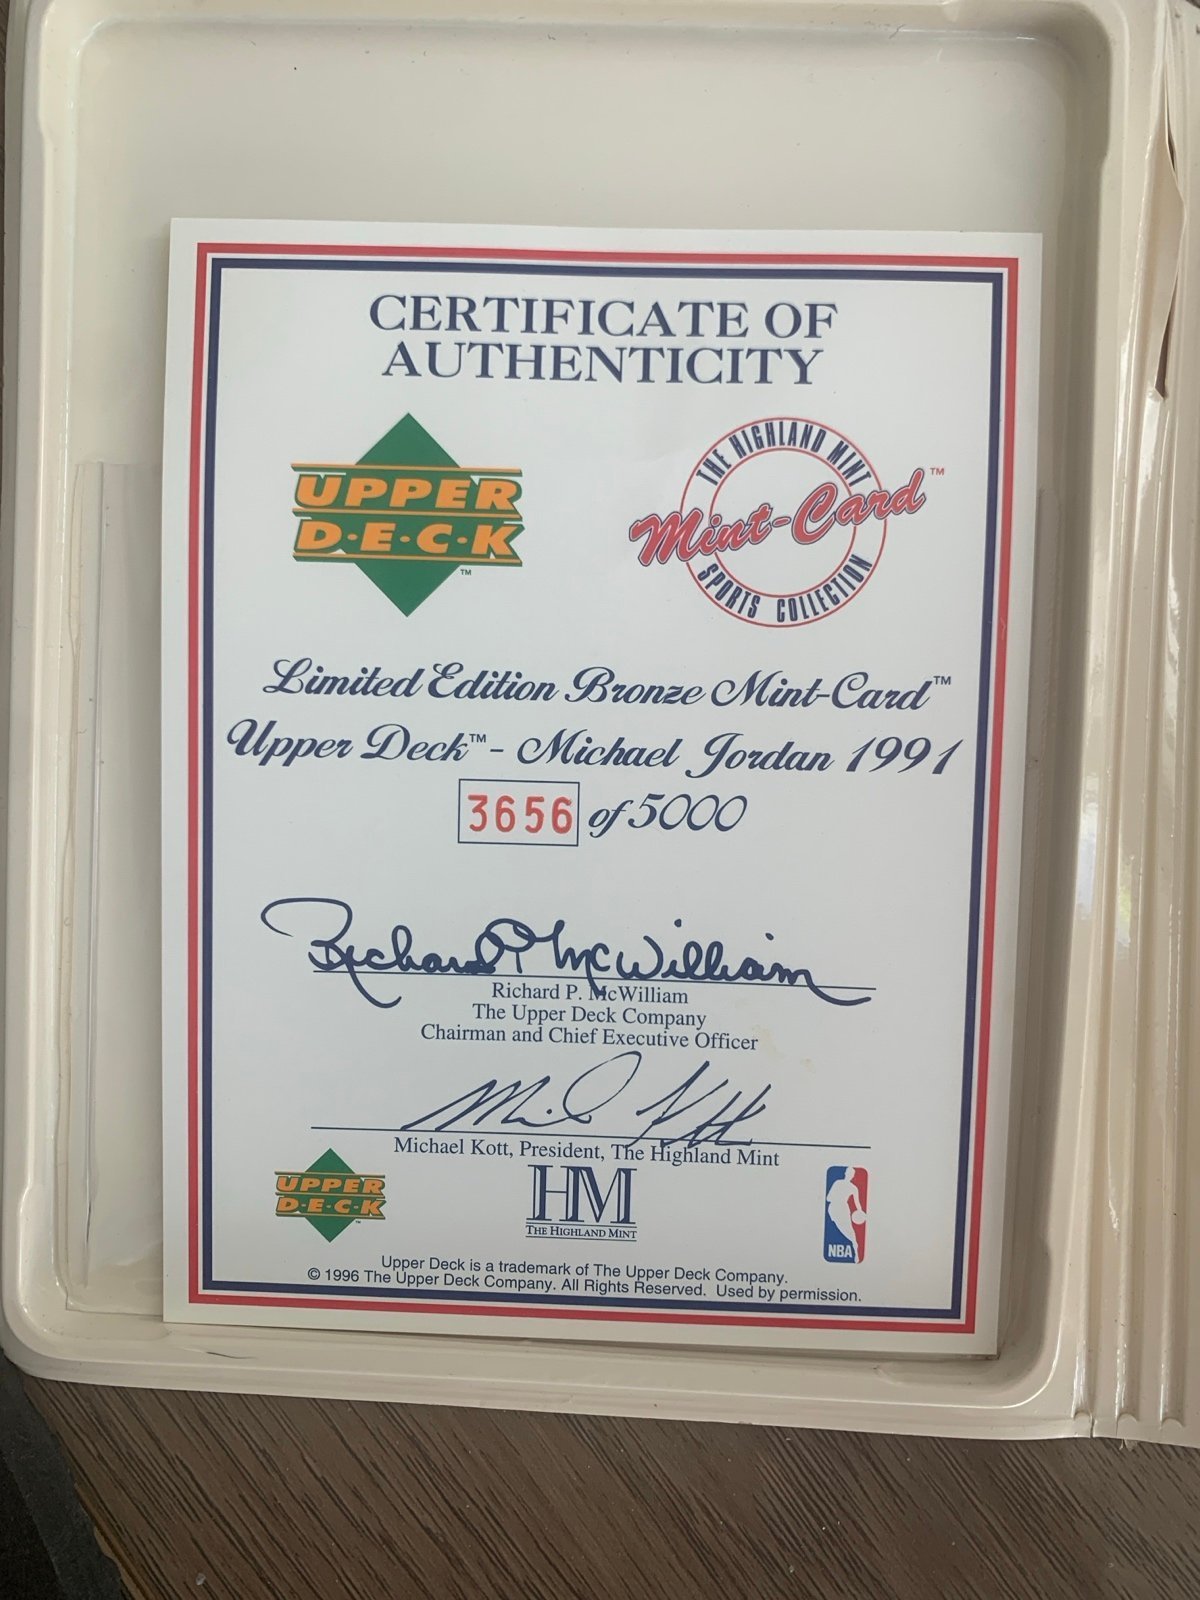 CERTIFICATE OF
AUTHENTICITY
UPPER
D·E·C·K
™
THE HIGHLAND MINT
Mint-Card™
SPORTS COLLECTION
Limited Edition Bronze Mint-Card™
Upper Deck™ - Michael Jordan 1991
3656 of 5000
Richard P. McWilliam
Richard P. McWilliam
The Upper Deck Company
Chairman and Chief Executive Officer
Michael Kott, President, The Highland Mint
UPPER
D·E·C·K
™
HM
THE HIGHLAND MINT
NBA
Upper Deck is a trademark of The Upper Deck Company.
© 1996 The Upper Deck Company. All Rights Reserved. Used by permission.